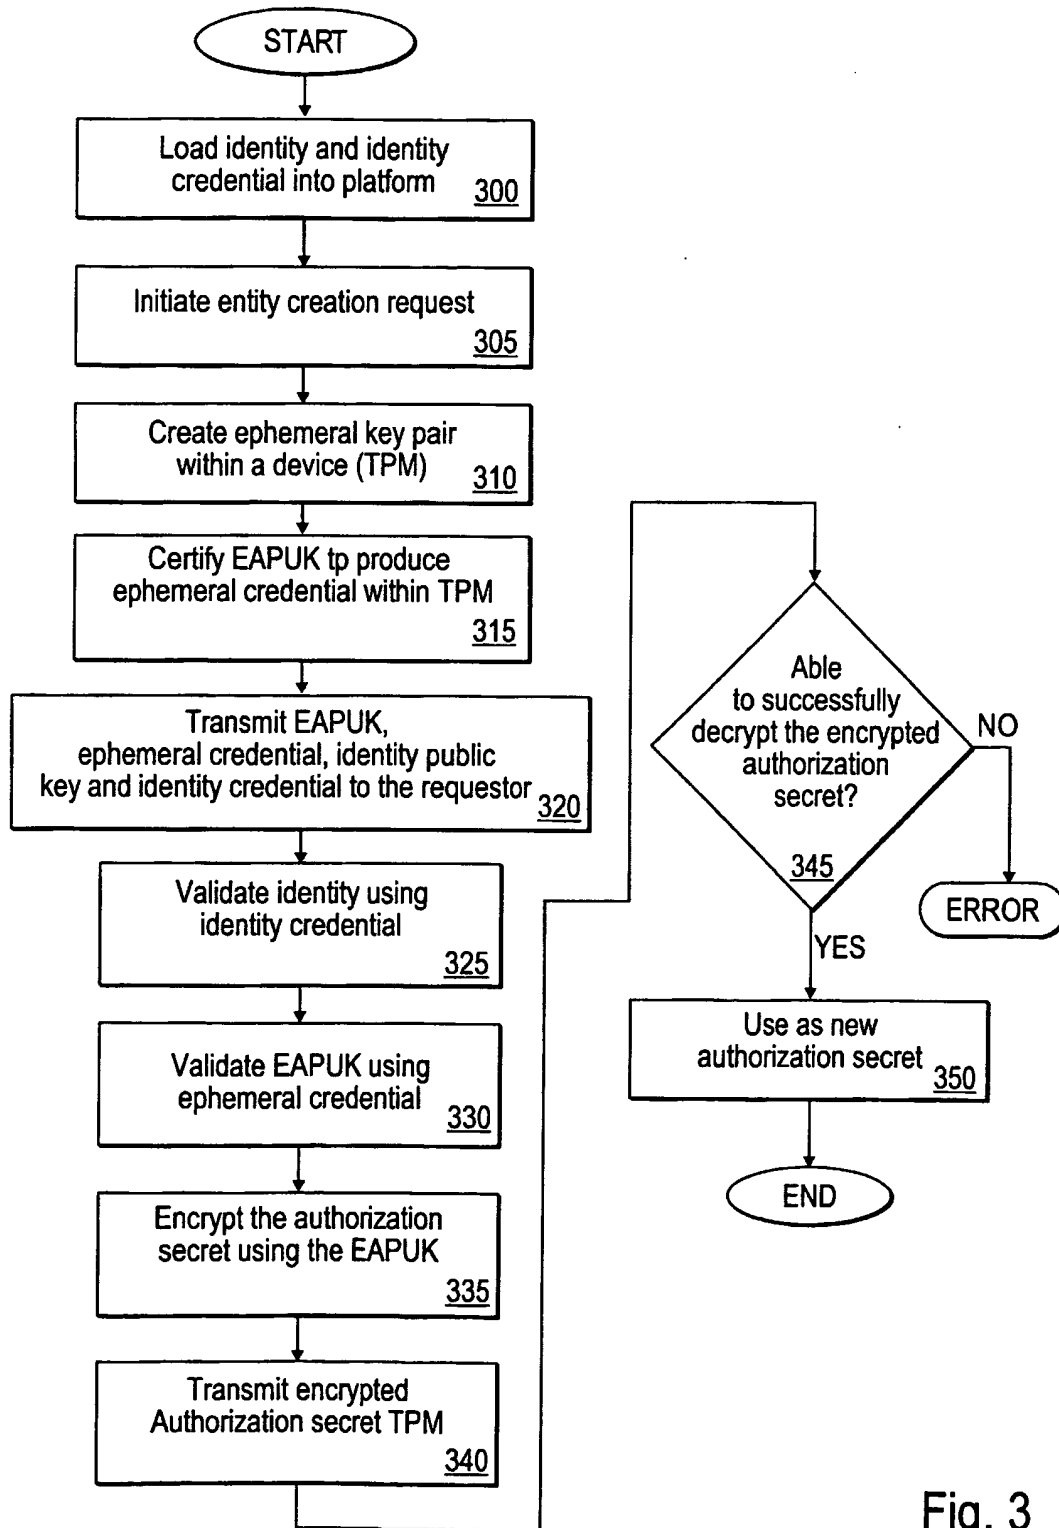 START
Load identity and identity
credential into platform
300
Initiate entity creation request
305
Create ephemeral key pair
within a device (TPM)
310
Certify EAPUK tp produce
ephemeral credential within TPM
315
Transmit EAPUK,
ephemeral credential, identity public
key and identity credential to the requestor
320
Validate identity using
identity credential
325
Validate EAPUK using
ephemeral credential
330
Encrypt the authorization
secret using the EAPUK
335
Transmit encrypted
Authorization secret TPM
340
Able
to successfully
decrypt the encrypted
authorization
secret?
345
NO
ERROR
YES
Use as new
authorization secret
350
END
Fig. 3